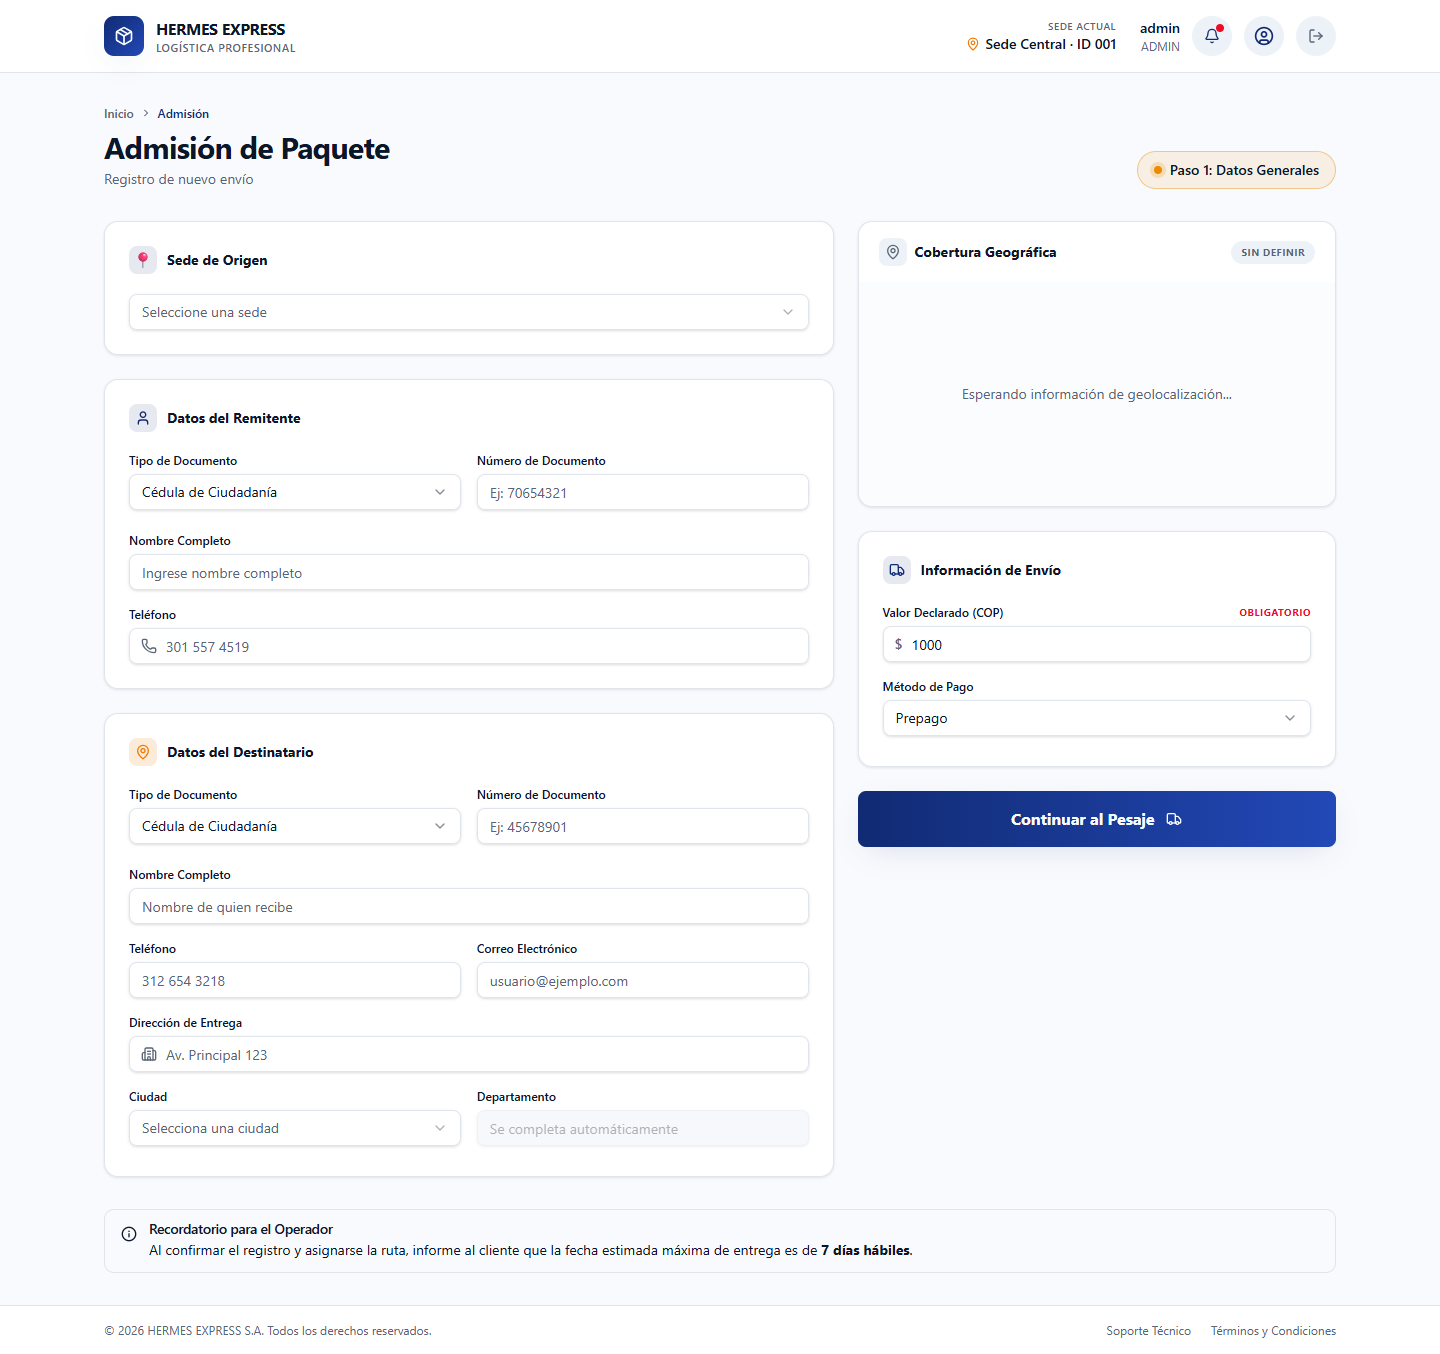 HERMES EXPRESS
LOGÍSTICA PROFESIONAL
SEDE ACTUAL
Sede Central · ID 001
admin
ADMIN
Inicio > Admisión
Admisión de Paquete
Registro de nuevo envío
Paso 1: Datos Generales
Sede de Origen
Seleccione una sede
Datos del Remitente
Tipo de Documento
Número de Documento
Cédula de Ciudadanía
Ej: 70654321
Nombre Completo
Ingrese nombre completo
Teléfono
301 557 4519
Datos del Destinatario
Tipo de Documento
Número de Documento
Cédula de Ciudadanía
Ej: 45678901
Nombre Completo
Nombre de quien recibe
Teléfono
Correo Electrónico
312 654 3218
usuario@ejemplo.com
Dirección de Entrega
Av. Principal 123
Ciudad
Departamento
Selecciona una ciudad
Se completa automáticamente
Cobertura Geográfica
SIN DEFINIR
Esperando información de geolocalización...
Información de Envío
Valor Declarado (COP)
OBLIGATORIO
$ 1000
Método de Pago
Prepago
Continuar al Pesaje
Recordatorio para el Operador
Al confirmar el registro y asignarse la ruta, informe al cliente que la fecha estimada máxima de entrega es de 7 días hábiles.
© 2026 HERMES EXPRESS S.A. Todos los derechos reservados.
Soporte Técnico
Términos y Condiciones